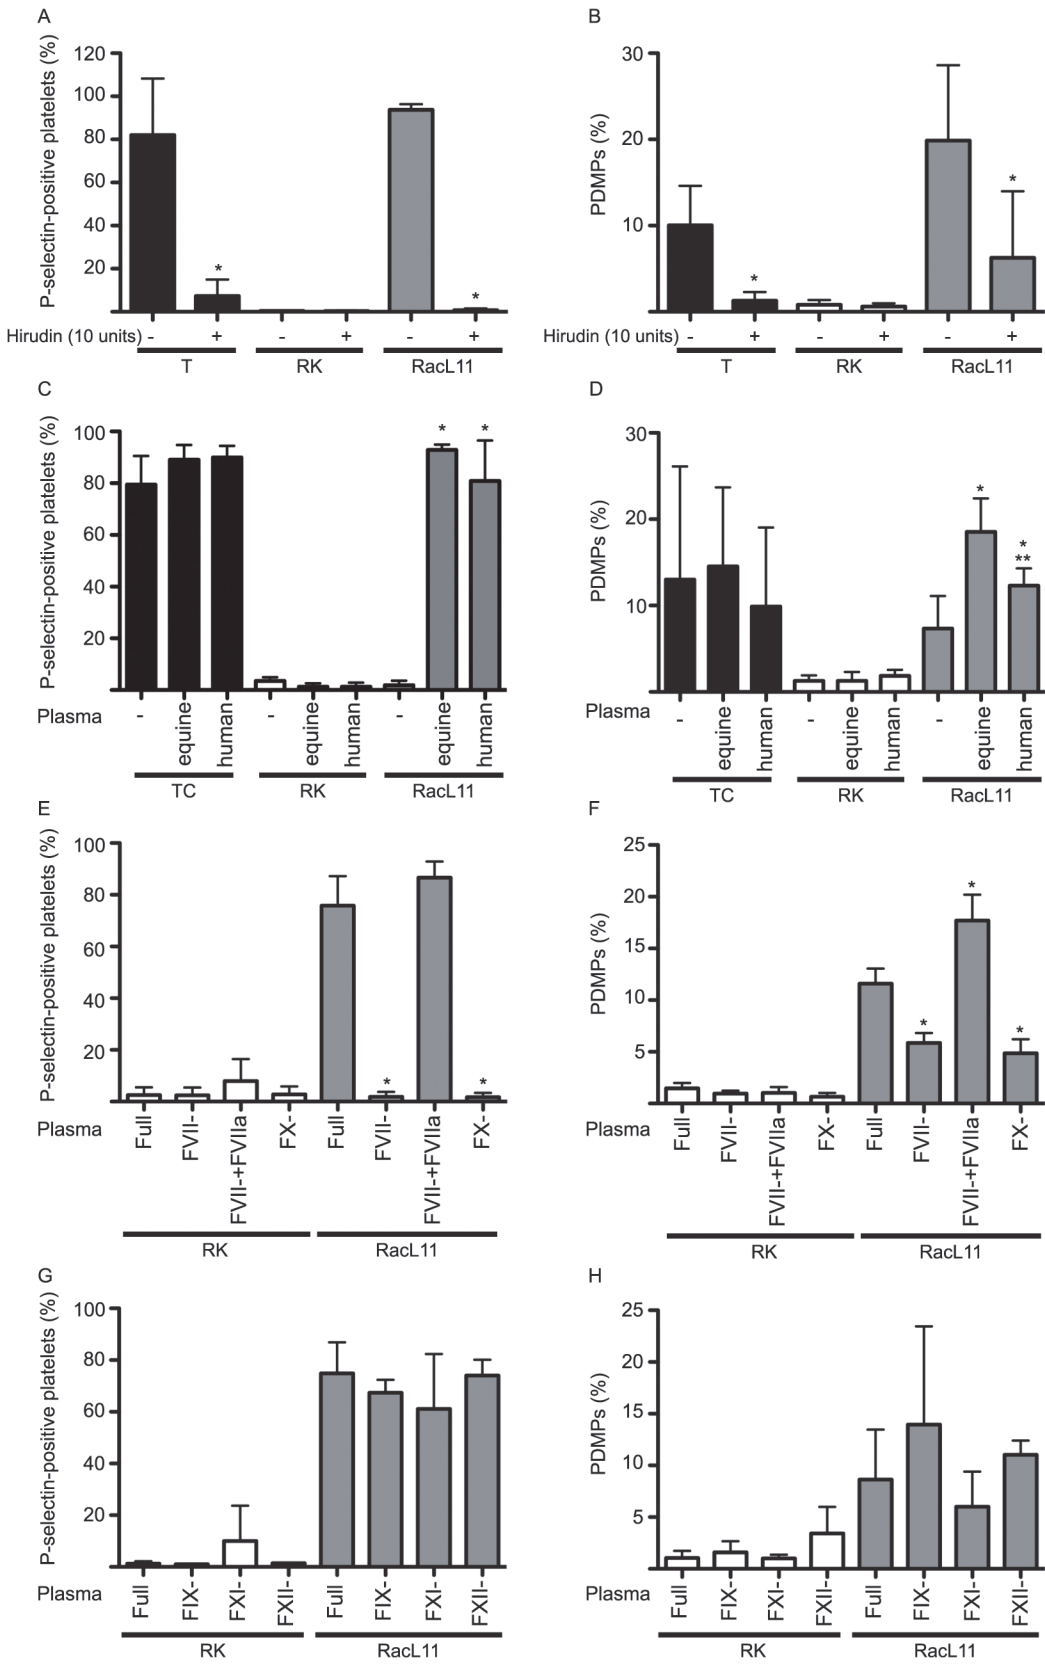 A
P-selectin-positive platelets (%)
120
100
80
60
40
20
*
*
Hirudin (10 units) - + - + - +
T RK RacL11
B
PDMPs (%)
30
20
10
*
*
Hirudin (10 units) - + - + - +
T RK RacL11
C
P-selectin-positive platelets (%)
100
80
60
40
20
* *
Plasma - equine human - equine human - equine human
TC RK RacL11
D
PDMPs (%)
30
20
10
*
*
**
Plasma - equine human - equine human - equine human
TC RK RacL11
E
P-selectin-positive platelets (%)
100
80
60
40
20
* *
Plasma Full FVII- FVII-+FVIIa FX- Full FVII- FVII-+FVIIa FX-
RK RacL11
F
PDMPs (%)
25
20
15
10
5
*
*
*
Plasma Full FVII- FVII-+FVIIa FX- Full FVII- FVII-+FVIIa FX-
RK RacL11
G
P-selectin-positive platelets (%)
100
80
60
40
20
Plasma Full FIX- FXI- FXII- Full FIX- FXI- FXII-
RK RacL11
H
PDMPs (%)
25
20
15
10
5
Plasma Full FIX- FXI- FXII- Full FIX- FXI- FXII-
RK RacL11